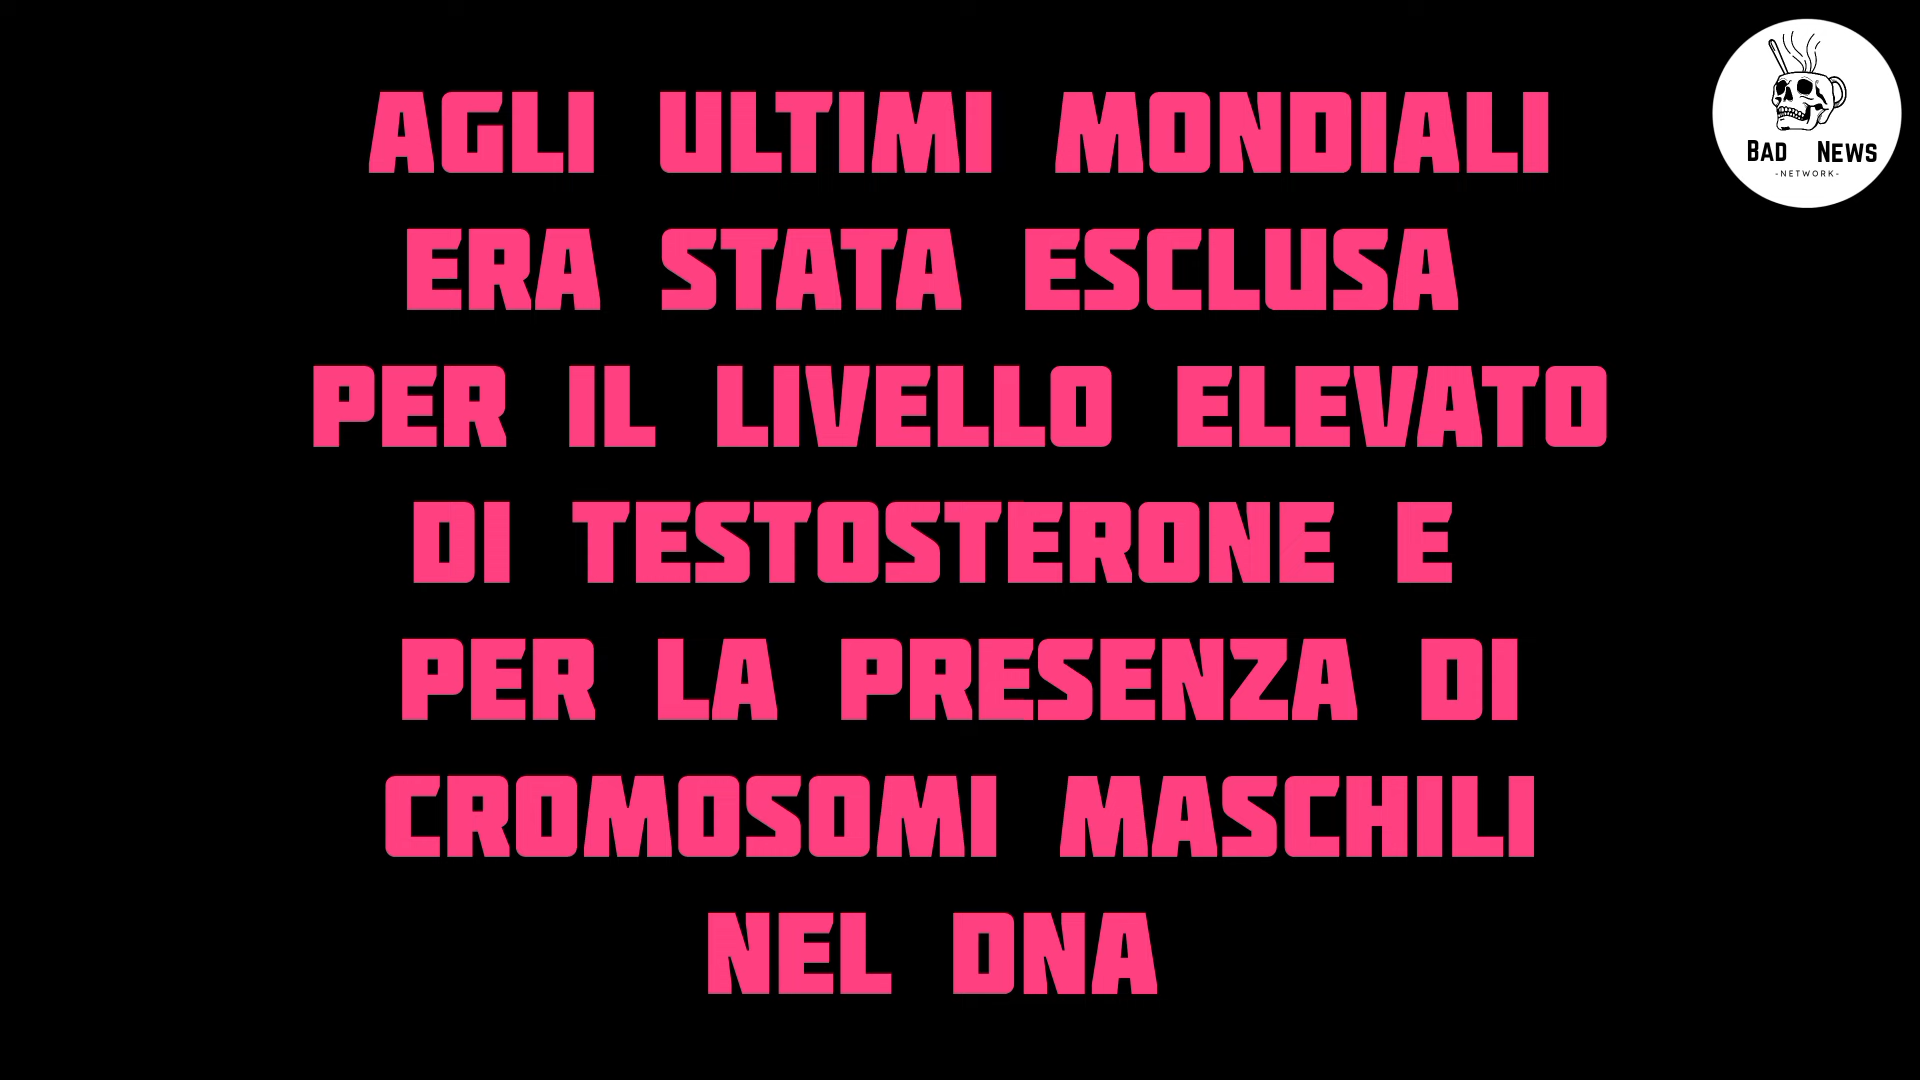 AGLI ULTIMI MONDIALI
ERA STATA ESCLUSA
PER IL LIVELLO ELEVATO
DI TESTOSTERONE E
PER LA PRESENZA DI
CROMOSOMI MASCHILI
NEL DNA
BAD NEWS
-NETWORK-